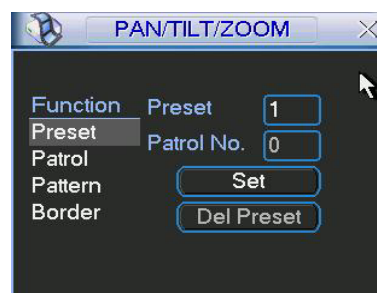 PAN/TILT/ZOOM
Function
Preset
Patrol
Pattern
Border
Preset 1
Patrol No. 0
Set
Del Preset